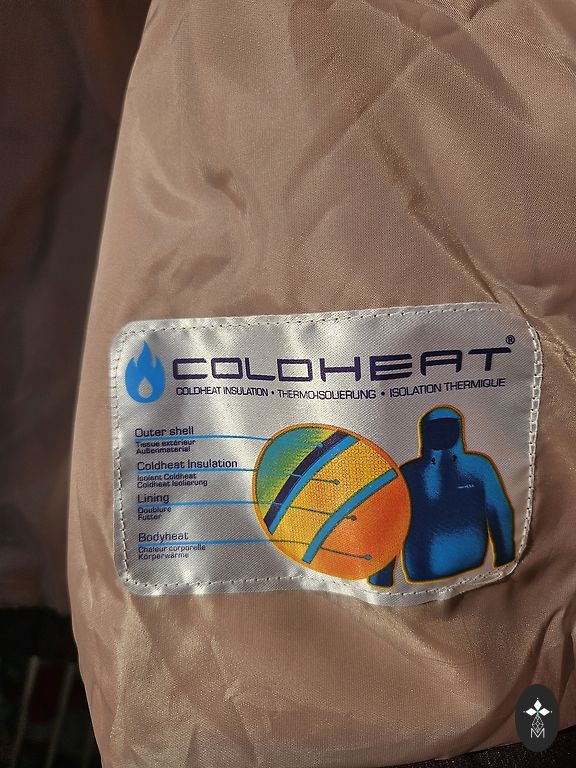 COLDHEAT®
COLDHEAT INSULATION • THERMO-ISOLIERUNG • ISOLATION THERMIQUE
Outer shell
Tissue extérieur
Außenmaterial
Coldheat Insulation
Isolant Coldheat
Coldheat Isolierung
Lining
Doublure
Futter
Bodyheat
Chaleur corporelle
Körperwärme
M